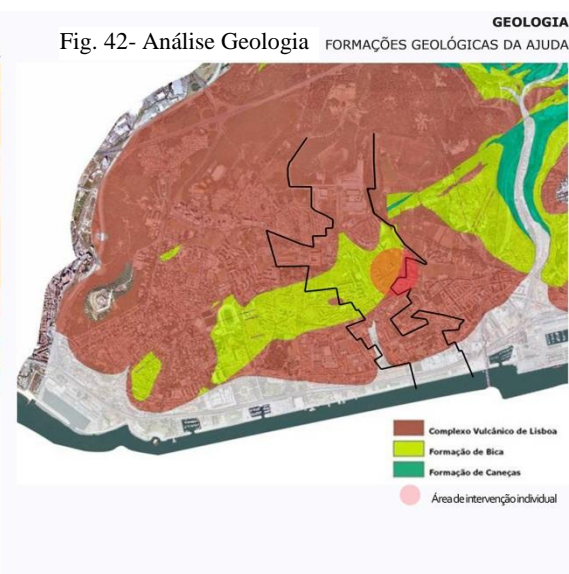 GEOLOGIA
Fig. 42- Análise Geologia
FORMAÇÕES GEOLÓGICAS DA AJUDA
Complexo Vulcânico de Lisboa
Formação de Bica
Formação de Caneças
Área de intervenção individual